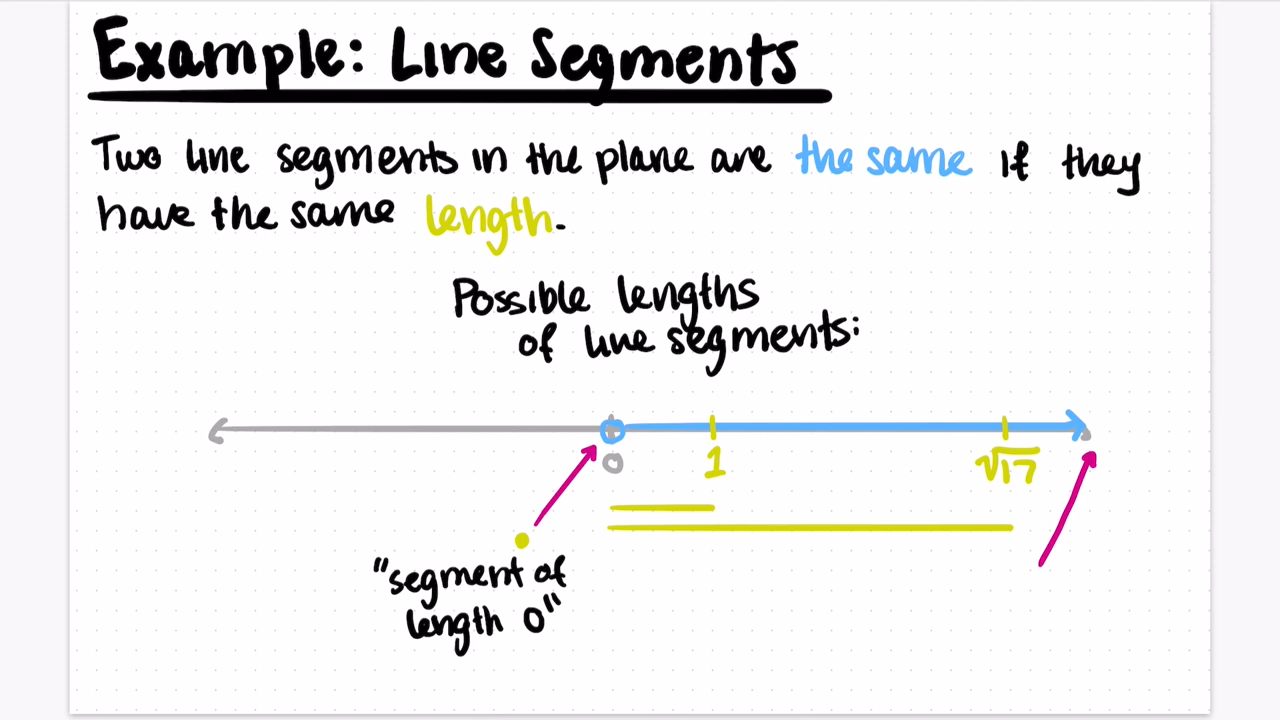 Example: Line Segments
Two line segments in the plane are the same if they
have the same length.
Possible lengths
of line segments:
0 1 √17
"segment of
length 0"